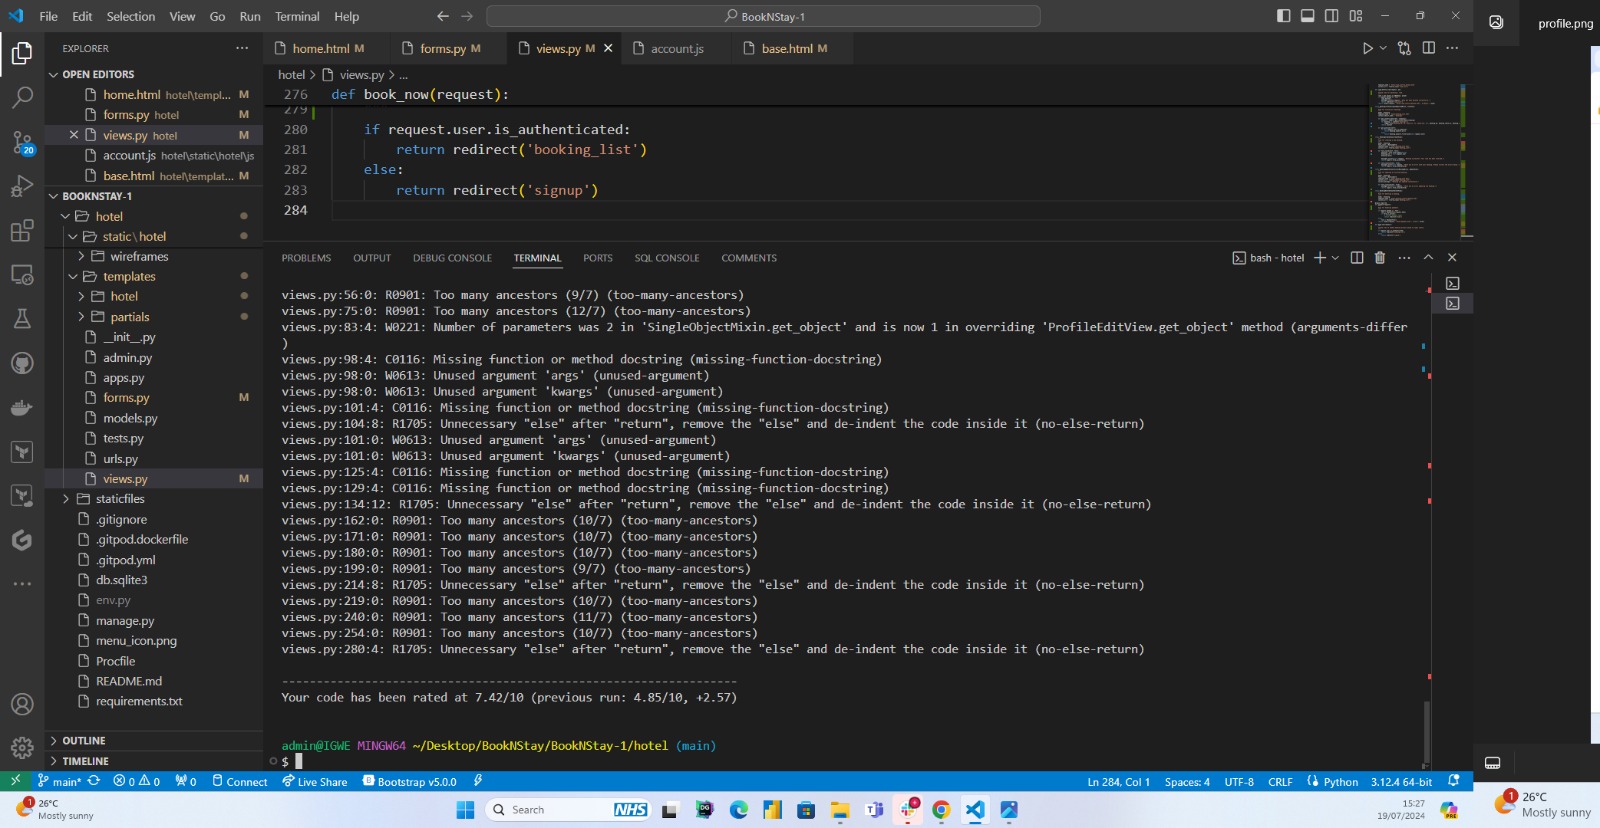 File Edit Selection View Go Run Terminal Help
BookNStay-1
profile.png
EXPLORER
home.html M
forms.py M
views.py M
account.js
base.html M
OPEN EDITORS
home.html hotel\templ... M
forms.py hotel M
views.py hotel M
account.js hotel\static\hotel\js
base.html hotel\templat... M
BOOKNSTAY-1
hotel
static\hotel
wireframes
templates
hotel
partials
__init__.py
admin.py
apps.py
forms.py M
models.py
tests.py
urls.py
views.py M
staticfiles
.gitignore
.gitpod.dockerfile
.gitpod.yml
db.sqlite3
env.py
manage.py
menu_icon.png
Procfile
README.md
requirements.txt
OUTLINE
TIMELINE
20
hotel > views.py > ...
276 def book_now(request):
279
280 if request.user.is_authenticated:
281 return redirect('booking_list')
282 else:
283 return redirect('signup')
284
PROBLEMS OUTPUT DEBUG CONSOLE TERMINAL PORTS SQL CONSOLE COMMENTS
bash - hotel
views.py:56:0: R0901: Too many ancestors (9/7) (too-many-ancestors)
views.py:75:0: R0901: Too many ancestors (12/7) (too-many-ancestors)
views.py:83:4: W0221: Number of parameters was 2 in 'SingleObjectMixin.get_object' and is now 1 in overriding 'ProfileEditView.get_object' method (arguments-differ
)
views.py:98:4: C0116: Missing function or method docstring (missing-function-docstring)
views.py:98:0: W0613: Unused argument 'args' (unused-argument)
views.py:98:0: W0613: Unused argument 'kwargs' (unused-argument)
views.py:101:4: C0116: Missing function or method docstring (missing-function-docstring)
views.py:104:8: R1705: Unnecessary "else" after "return", remove the "else" and de-indent the code inside it (no-else-return)
views.py:101:0: W0613: Unused argument 'args' (unused-argument)
views.py:101:0: W0613: Unused argument 'kwargs' (unused-argument)
views.py:125:4: C0116: Missing function or method docstring (missing-function-docstring)
views.py:129:4: C0116: Missing function or method docstring (missing-function-docstring)
views.py:134:12: R1705: Unnecessary "else" after "return", remove the "else" and de-indent the code inside it (no-else-return)
views.py:162:0: R0901: Too many ancestors (10/7) (too-many-ancestors)
views.py:171:0: R0901: Too many ancestors (10/7) (too-many-ancestors)
views.py:180:0: R0901: Too many ancestors (10/7) (too-many-ancestors)
views.py:199:0: R0901: Too many ancestors (9/7) (too-many-ancestors)
views.py:214:8: R1705: Unnecessary "else" after "return", remove the "else" and de-indent the code inside it (no-else-return)
views.py:219:0: R0901: Too many ancestors (10/7) (too-many-ancestors)
views.py:240:0: R0901: Too many ancestors (11/7) (too-many-ancestors)
views.py:254:0: R0901: Too many ancestors (10/7) (too-many-ancestors)
views.py:280:4: R1705: Unnecessary "else" after "return", remove the "else" and de-indent the code inside it (no-else-return)
------------------------------------------------------------------
Your code has been rated at 7.42/10 (previous run: 4.85/10, +2.57)
admin@IGWE MINGW64 ~/Desktop/BookNStay/BookNStay-1/hotel (main)
$
main* 0 0 0 Connect Live Share Bootstrap v5.0.0
Ln 284, Col 1 Spaces: 4 UTF-8 CRLF Python 3.12.4 64-bit
1 26°C
Mostly sunny
Search NHS
15:27
19/07/2024
PRE
1 26°C
Mostly sunny